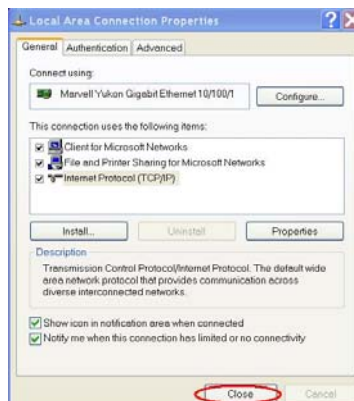 Local Area Connection Properties
General Authentication Advanced
Connect using:
Marvell Yukon Gigabit Ethernet 10/100/1
Configure...
This connection uses the following items:
Client for Microsoft Networks
File and Printer Sharing for Microsoft Networks
Internet Protocol (TCP/IP)
Install... Uninstall Properties
Description
Transmission Control Protocol/Internet Protocol. The default wide
area network protocol that provides communication across
diverse interconnected networks.
Show icon in notification area when connected
Notify me when this connection has limited or no connectivity
Close Cancel